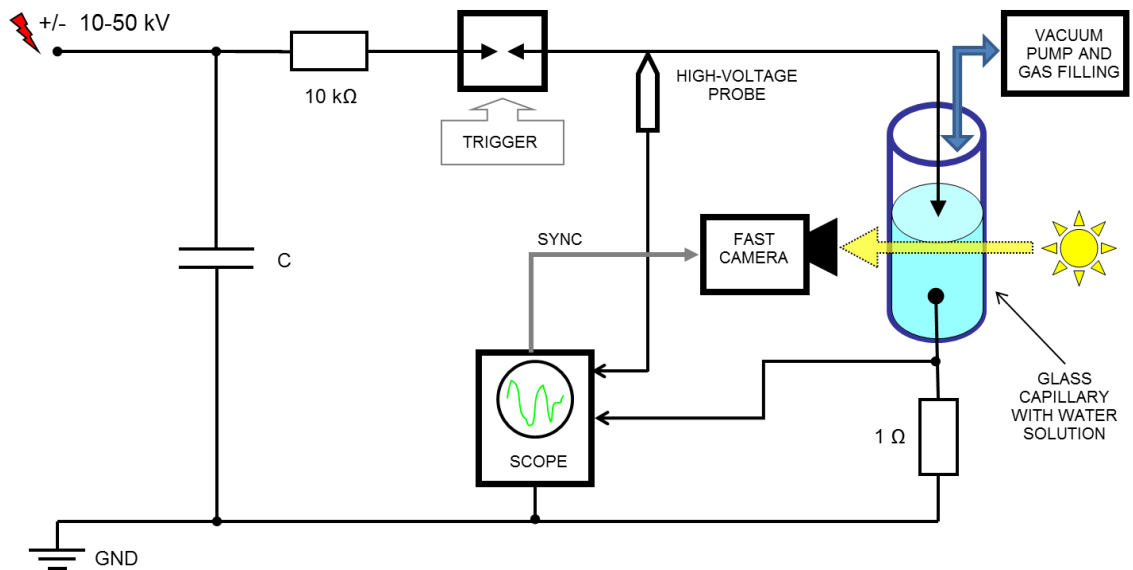 +/-  10-50 kV
10 kΩ
TRIGGER
HIGH-VOLTAGE
PROBE
VACUUM
PUMP AND
GAS FILLING
C
SYNC
FAST
CAMERA
SCOPE
1 Ω
GLASS
CAPILLARY
WITH WATER
SOLUTION
GND